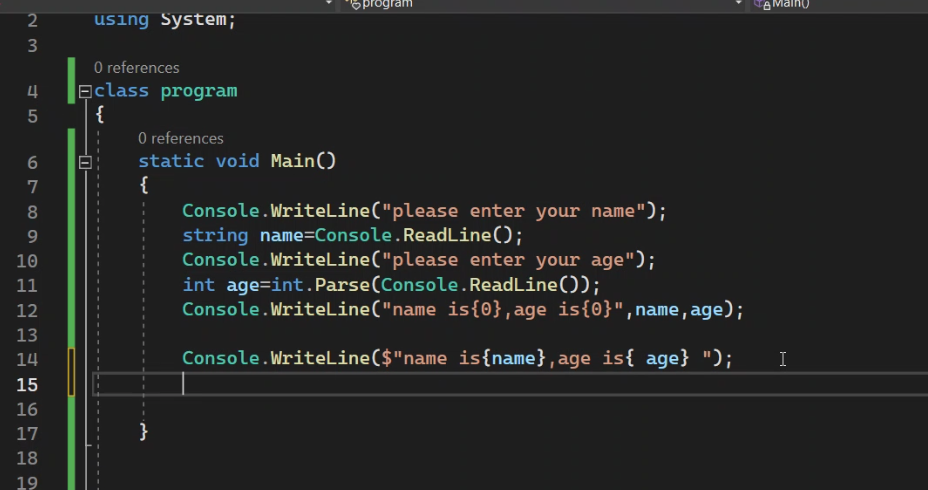 program Main()
2 using System;
3
0 references
4 class program
5 {
0 references
6 static void Main()
7 {
8 Console.WriteLine("please enter your name");
9 string name=Console.ReadLine();
10 Console.WriteLine("please enter your age");
11 int age=int.Parse(Console.ReadLine());
12 Console.WriteLine("name is{0},age is{0}",name,age);
13
14 Console.WriteLine($"name is{name},age is{ age} ");
15
16
17 }
18
19